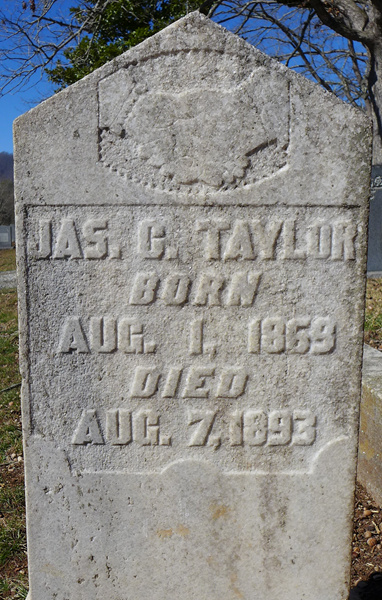 JAS. C. TAYLOR
BORN
AUG. 1, 1869
DIED
AUG. 7, 1893